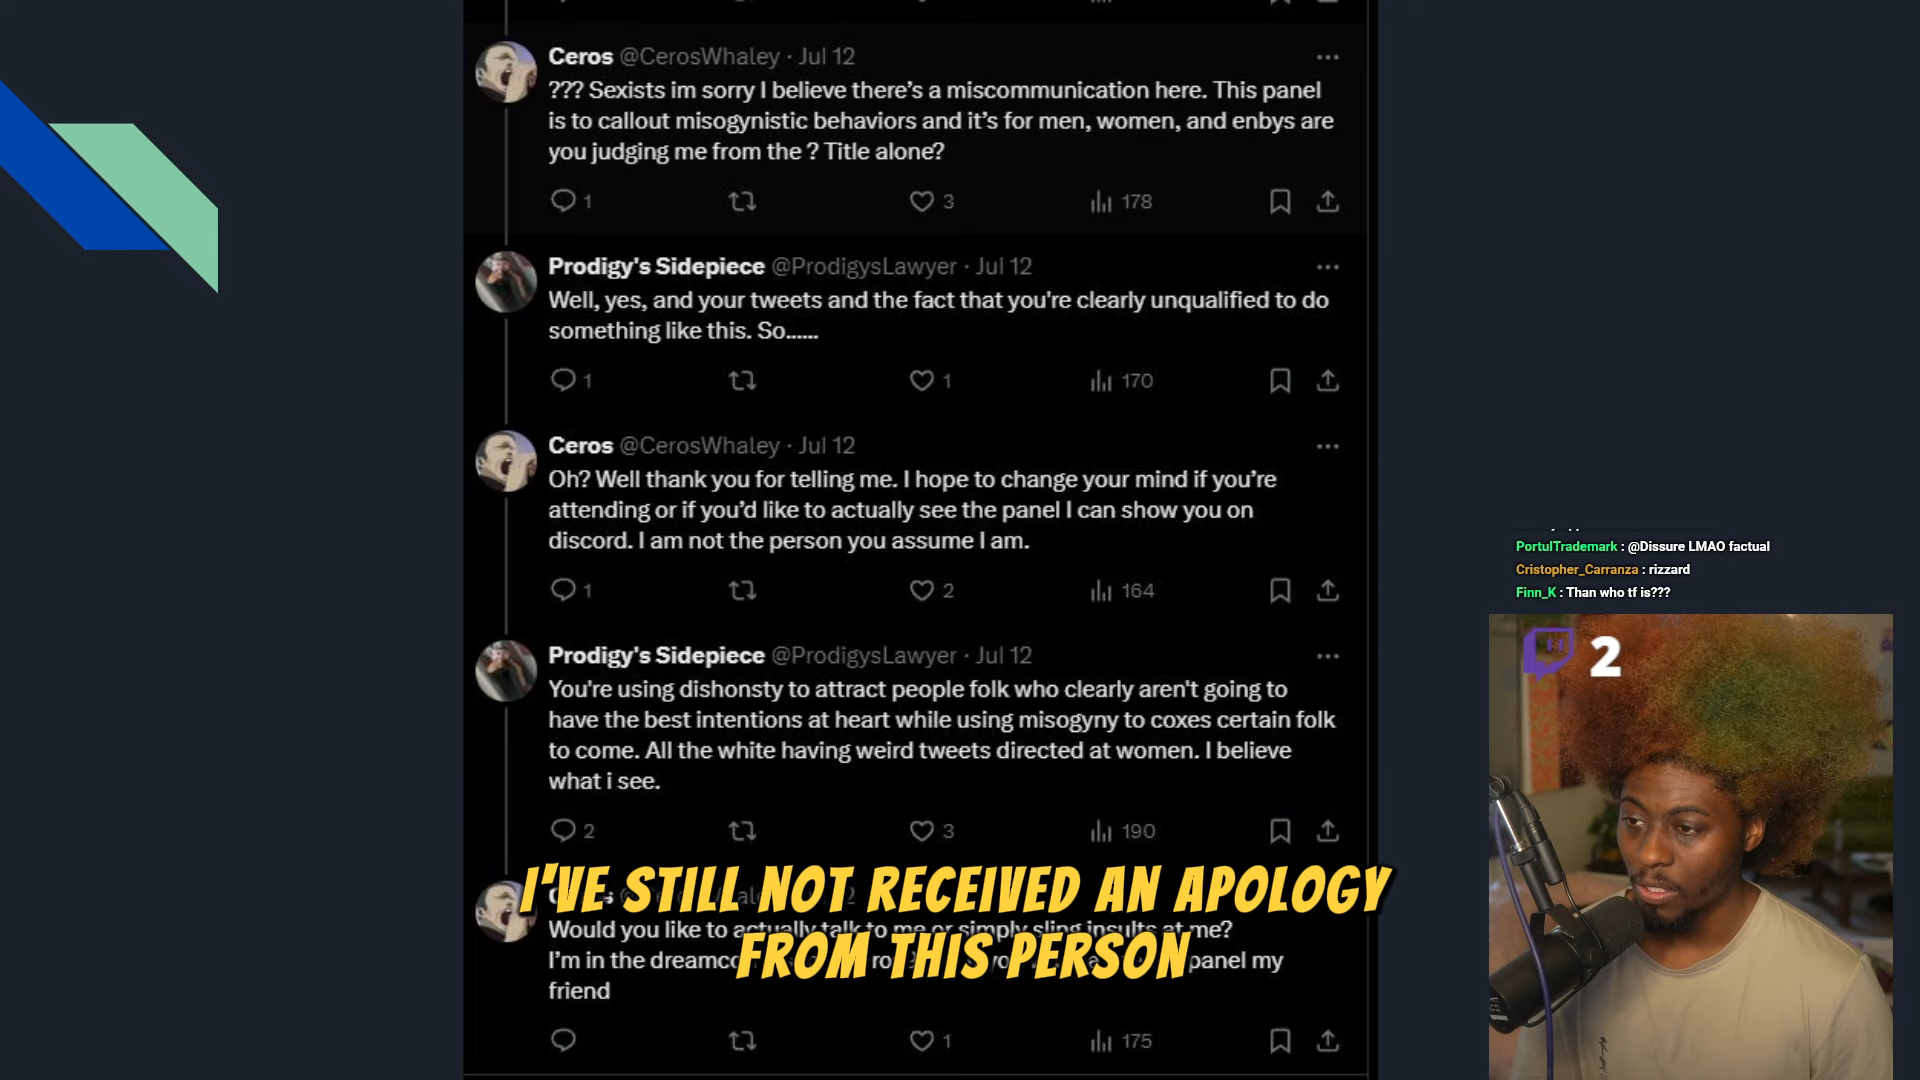 Ceros @CerosWhaley · Jul 12
??? Sexists im sorry I believe there's a miscommunication here. This panel
is to callout misogynistic behaviors and it's for men, women, and enbys are
you judging me from the ? Title alone?
1 3 178
Prodigy's Sidepiece @ProdigysLawyer · Jul 12
Well, yes, and your tweets and the fact that you're clearly unqualified to do
something like this. So......
1 1 170
Ceros @CerosWhaley · Jul 12
Oh? Well thank you for telling me. I hope to change your mind if you're
attending or if you'd like to actually see the panel I can show you on
discord. I am not the person you assume I am.
1 2 164
Prodigy's Sidepiece @ProdigysLawyer · Jul 12
You're using dishonsty to attract people folk who clearly aren't going to
have the best intentions at heart while using misogyny to coxes certain folk
to come. All the white having weird tweets directed at women. I believe
what i see.
2 3 190
I'VE STILL NOT RECEIVED AN APOLOGY
FROM THIS PERSON
Would you like to actually talk to me or simply sling insults at me?
I'm in the panel my
friend
1 175
PortulTrademark : @Dissure LMAO factual
Cristopher_Carranza : rizzard
Finn_K : Than who tf is???
2